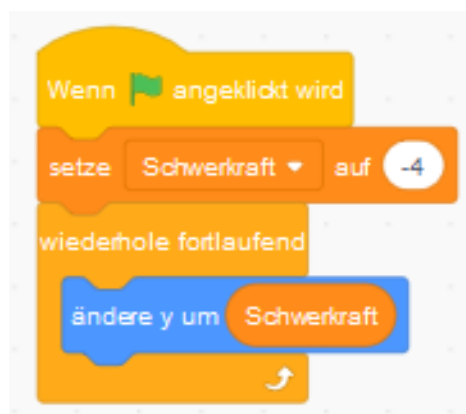 Wenn angeklickt wird
setze Schwerkraft auf -4
wiederhole fortlaufend
ändere y um Schwerkraft